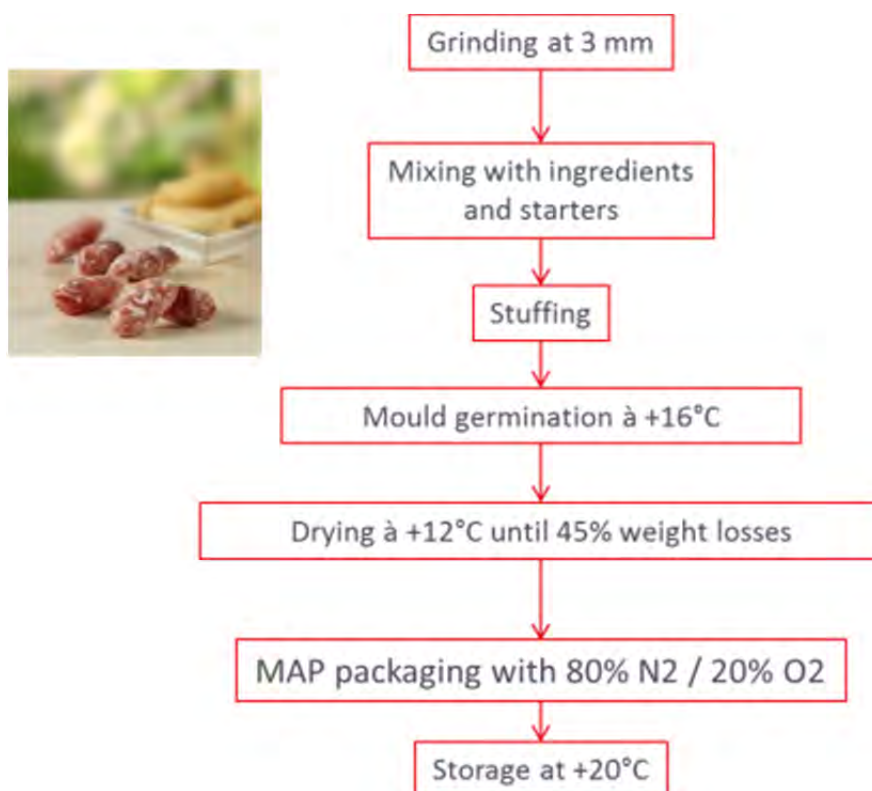 Grinding at 3 mm
Mixing with ingredients
and starters
Stuffing
Mould germination à +16°C
Drying à +12°C until 45% weight losses
MAP packaging with 80% N2 / 20% O2
Storage at +20°C